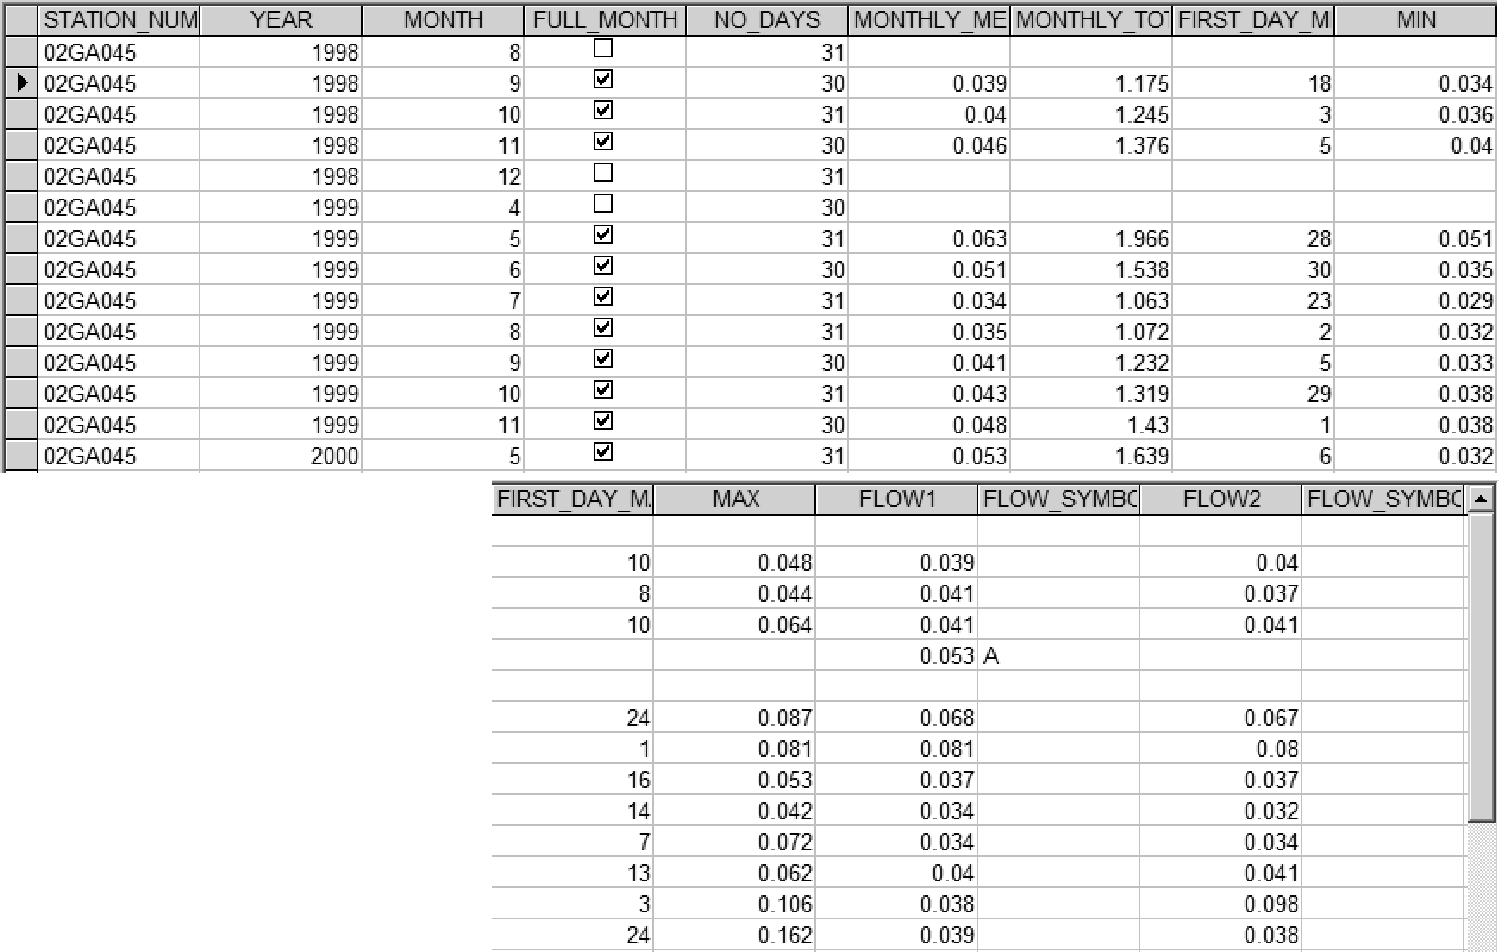 STATION_NUM YEAR MONTH FULL_MONTH NO_DAYS MONTHLY_ME MONTHLY_TOT FIRST_DAY_M MIN
02GA045 1998 8 31
02GA045 1998 9 30 0.039 1.175 18 0.034
02GA045 1998 10 31 0.04 1.245 3 0.036
02GA045 1998 11 30 0.046 1.376 5 0.04
02GA045 1998 12 31
02GA045 1999 4 30
02GA045 1999 5 31 0.063 1.966 28 0.051
02GA045 1999 6 30 0.051 1.538 30 0.035
02GA045 1999 7 31 0.034 1.063 23 0.029
02GA045 1999 8 31 0.035 1.072 2 0.032
02GA045 1999 9 30 0.041 1.232 5 0.033
02GA045 1999 10 31 0.043 1.319 29 0.038
02GA045 1999 11 30 0.048 1.43 1 0.038
02GA045 2000 5 31 0.053 1.639 6 0.032
FIRST_DAY_M. MAX FLOW1 FLOW_SYMBO FLOW2 FLOW_SYMBO
10 0.048 0.039 0.04
8 0.044 0.041 0.037
10 0.064 0.041 0.041
0.053 A
24 0.087 0.068 0.067
1 0.081 0.081 0.08
16 0.053 0.037 0.037
14 0.042 0.034 0.032
7 0.072 0.034 0.034
13 0.062 0.04 0.041
3 0.106 0.038 0.098
24 0.162 0.039 0.038